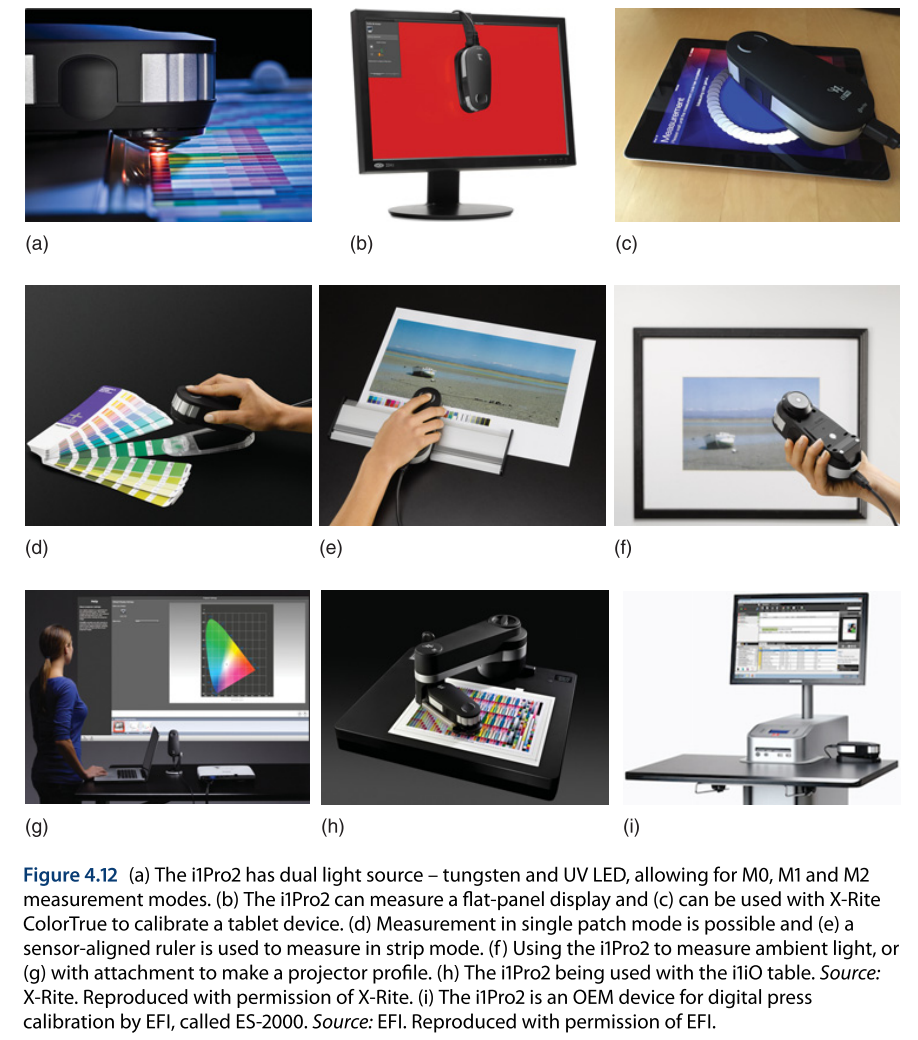 Measurement
(a)
(b)
(c)
(d)
(e)
(f)
(g)
(h)
(i)
Figure 4.12 (a) The i1Pro2 has dual light source – tungsten and UV LED, allowing for M0, M1 and M2
measurement modes. (b) The i1Pro2 can measure a flat-panel display and (c) can be used with X-Rite
ColorTrue to calibrate a tablet device. (d) Measurement in single patch mode is possible and (e) a
sensor-aligned ruler is used to measure in strip mode. (f) Using the i1Pro2 to measure ambient light, or
(g) with attachment to make a projector profile. (h) The i1Pro2 being used with the i1iO table. Source:
X-Rite. Reproduced with permission of X-Rite. (i) The i1Pro2 is an OEM device for digital press
calibration by EFI, called ES-2000. Source: EFI. Reproduced with permission of EFI.